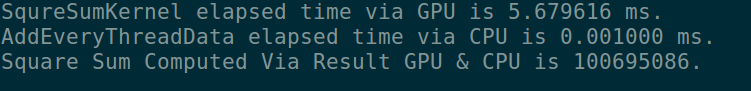 SqureSumKernel elapsed time via GPU is 5.679616 ms.
AddEveryThreadData elapsed time via CPU is 0.001000 ms.
Square Sum Computed Via Result GPU & CPU is 100695086.